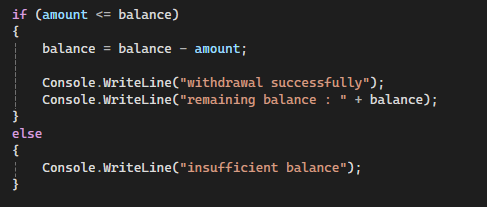 if (amount <= balance)
{
    balance = balance - amount;

    Console.WriteLine("withdrawal successfully");
    Console.WriteLine("remaining balance : " + balance);
}
else
{
    Console.WriteLine("insufficient balance");
}